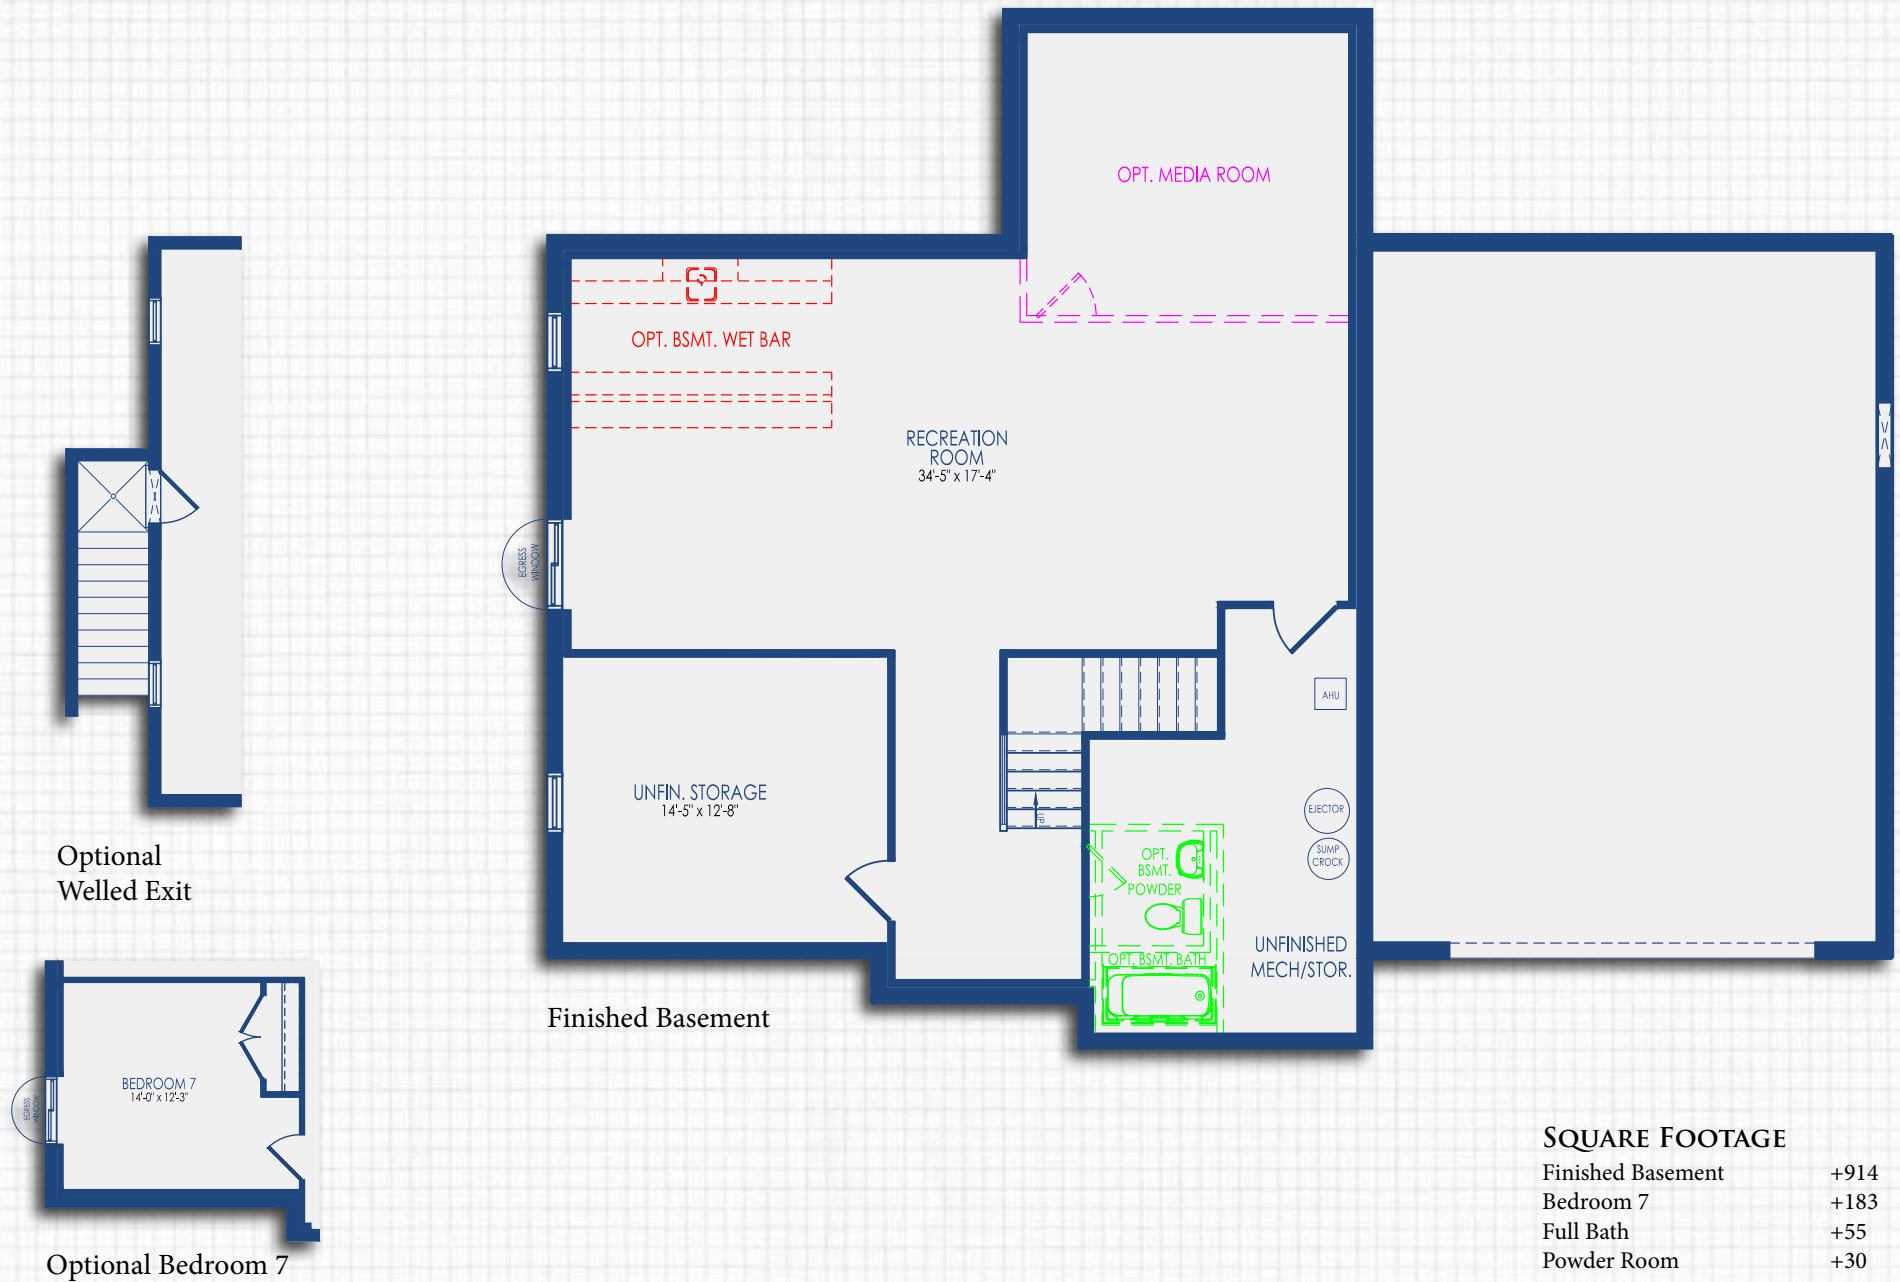 OPT. MEDIA ROOM
OPT. BSMT. WET BAR
RECREATION
ROOM
34'-5" x 17'-4"
EGRESS
WINDOW
AHU
UNFIN. STORAGE
14'-5" x 12'-8"
UP
EJECTOR
SUMP
CROCK
OPT.
BSMT.
POWDER
OPT. BSMT. BATH
UNFINISHED
MECH/STOR.
Finished Basement
Optional
Welled Exit
BEDROOM 7
14'-0" x 12'-3"
EGRESS
WINDOW
Optional Bedroom 7
SQUARE FOOTAGE
Finished Basement +914
Bedroom 7 +183
Full Bath +55
Powder Room +30